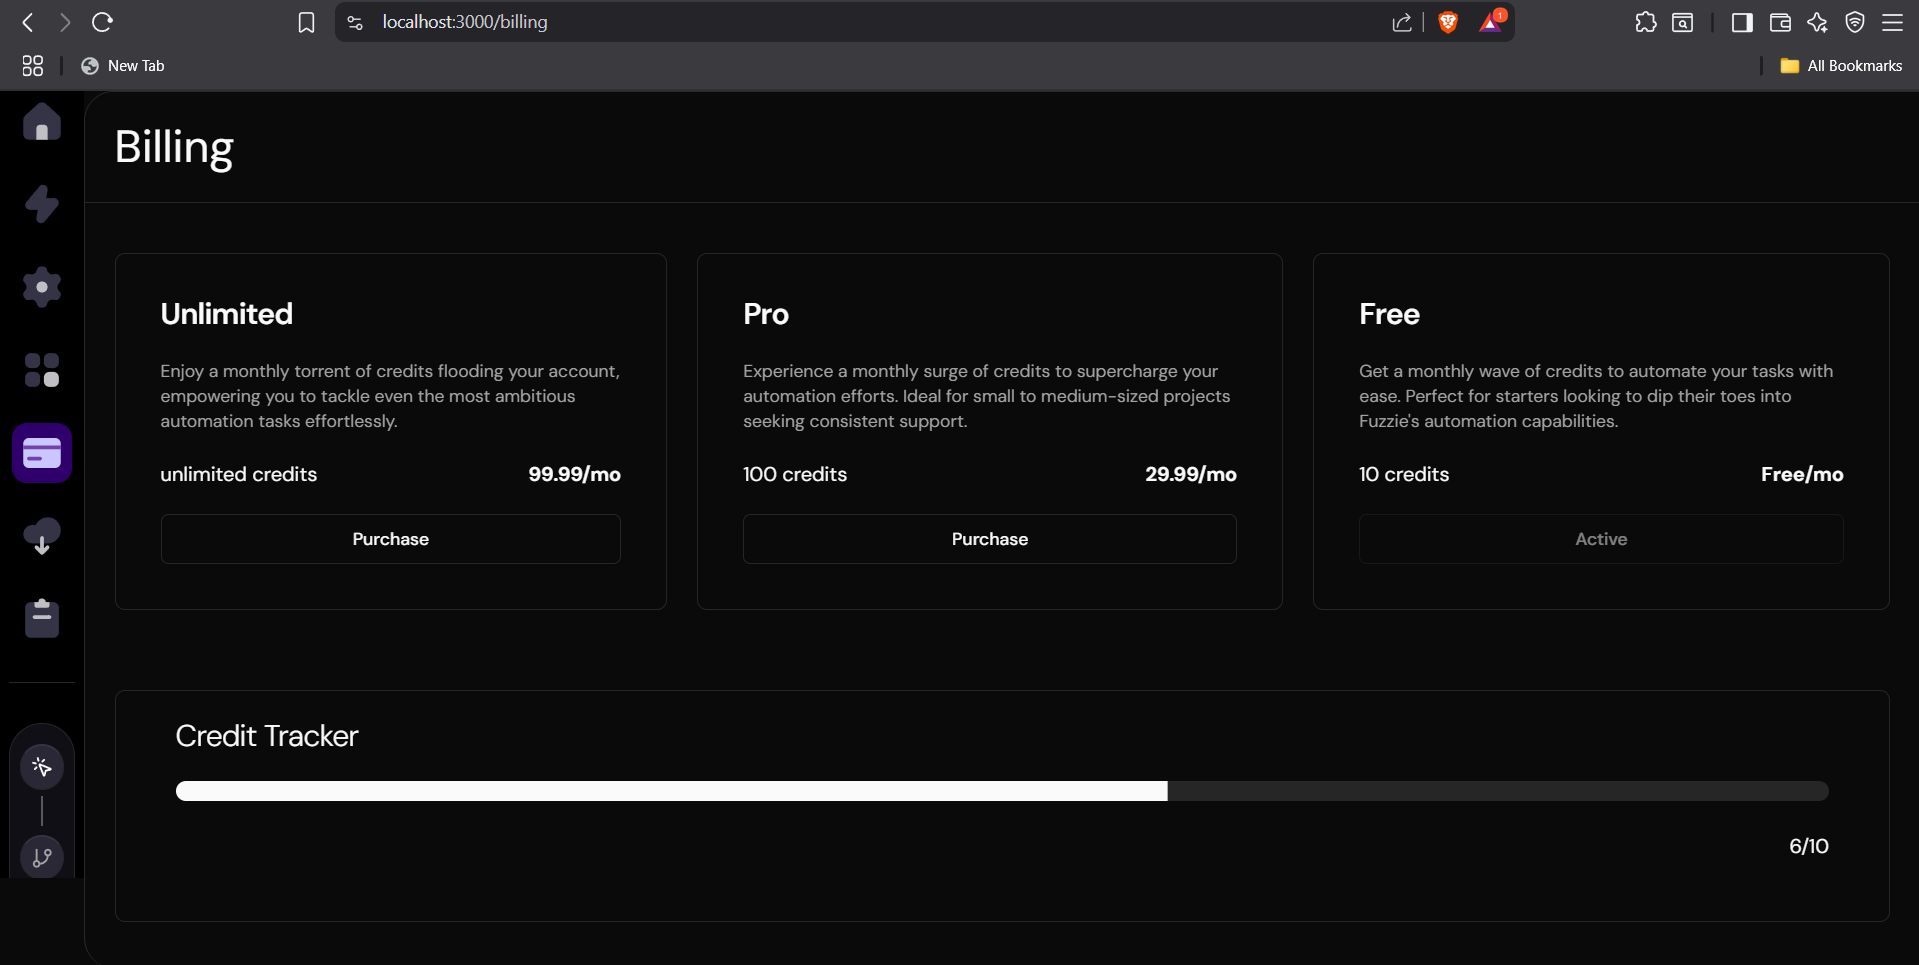 localhost:3000/billing
1
New Tab
All Bookmarks
Billing
Unlimited
Enjoy a monthly torrent of credits flooding your account,
empowering you to tackle even the most ambitious
automation tasks effortlessly.
unlimited credits
99.99/mo
Purchase
Pro
Experience a monthly surge of credits to supercharge your
automation efforts. Ideal for small to medium-sized projects
seeking consistent support.
100 credits
29.99/mo
Purchase
Free
Get a monthly wave of credits to automate your tasks with
ease. Perfect for starters looking to dip their toes into
Fuzzie's automation capabilities.
10 credits
Free/mo
Active
Credit Tracker
6/10